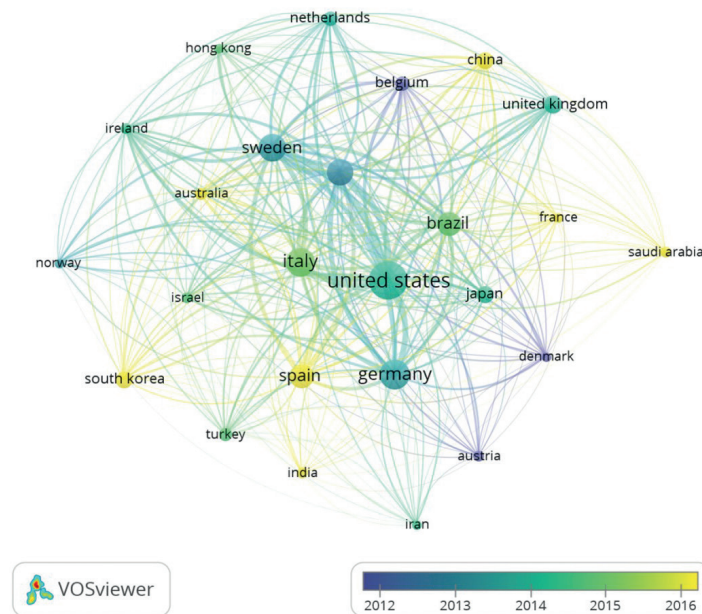 netherlands
hong kong
china
belgium
united kingdom
ireland
sweden
australia
brazil
france
saudi arabia
norway
italy
united states
israel
japan
denmark
south korea
spain
germany
turkey
austria
india
iran
VOSviewer
2012 2013 2014 2015 2016